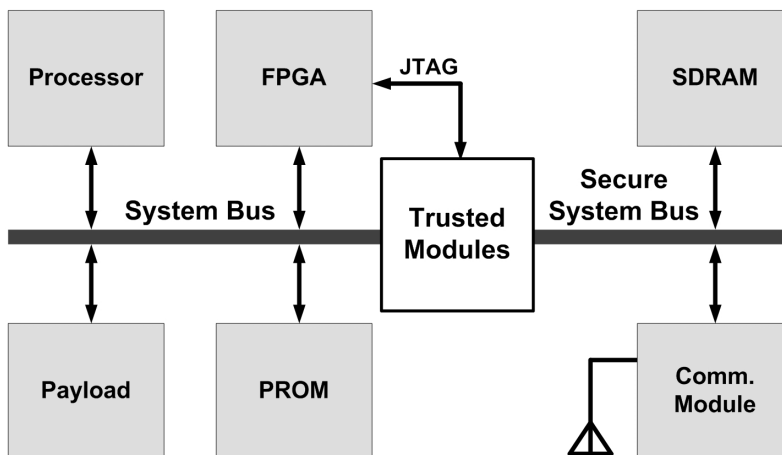 Processor
FPGA
JTAG
SDRAM
System Bus
Secure
System Bus
Trusted
Modules
Payload
PROM
Comm.
Module